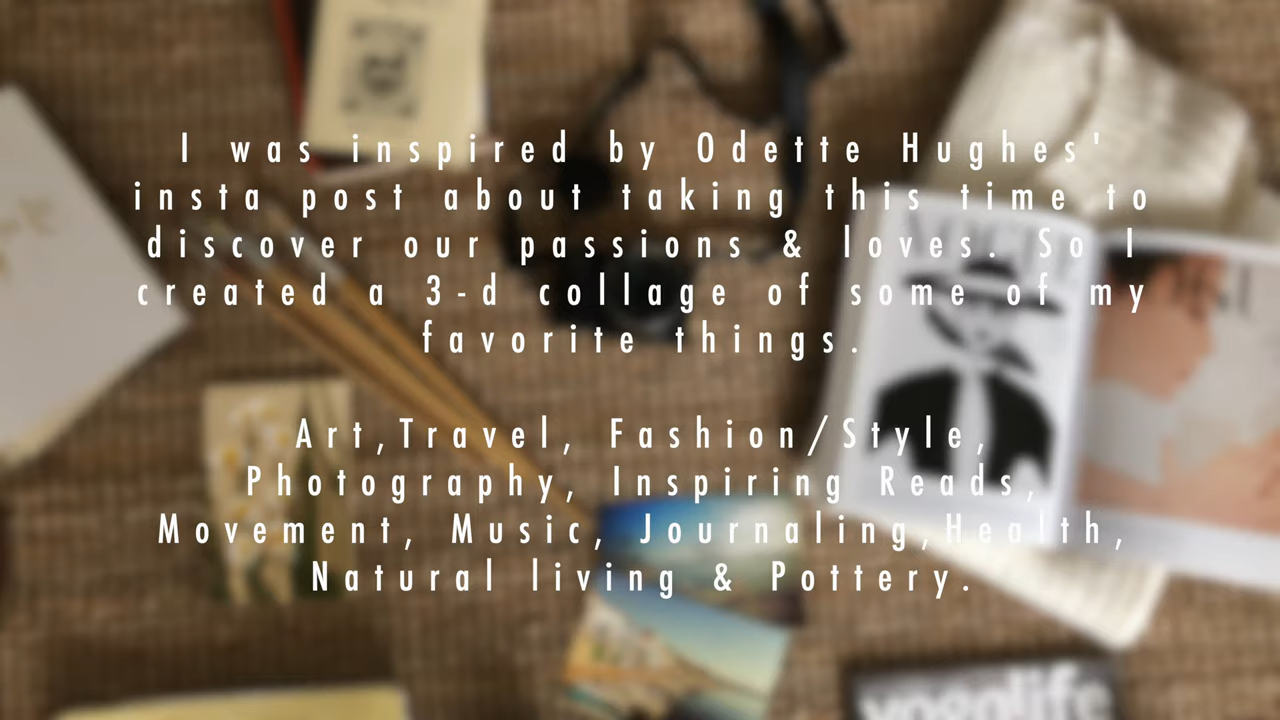 I was inspired by Odette Hughes'
insta post about taking this time to
discover our passions & loves. So I
created a 3-d collage of some of my
favorite things.
Art,Travel, Fashion/Style,
Photography, Inspiring Reads,
Movement, Music, Journaling,Health,
Natural living & Pottery.
yogalife